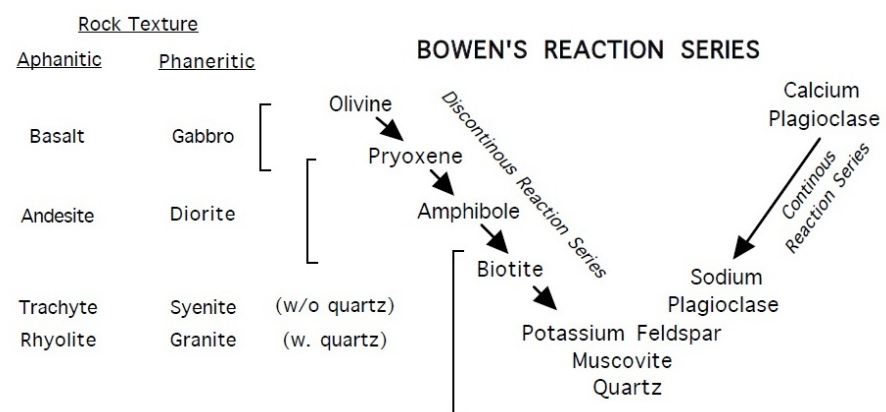 Rock Texture
Aphanitic Phaneritic
BOWEN'S REACTION SERIES
Basalt Gabbro
Andesite Diorite
Trachyte Syenite (w/o quartz)
Rhyolite Granite (w. quartz)
Olivine
Pryoxene
Amphibole
Biotite
Discontinous Reaction Series
Calcium
Plagioclase
Continous
Reaction Series
Sodium
Plagioclase
Potassium Feldspar
Muscovite
Quartz